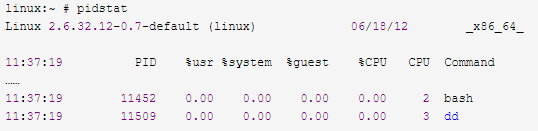 linux:~ # pidstat
Linux 2.6.32.12-0.7-default (linux) 06/18/12 _x86_64_
11:37:19 PID %usr %system %guest %CPU CPU Command
……
11:37:19 11452 0.00 0.00 0.00 0.00 2 bash
11:37:19 11509 0.00 0.00 0.00 0.00 3 dd